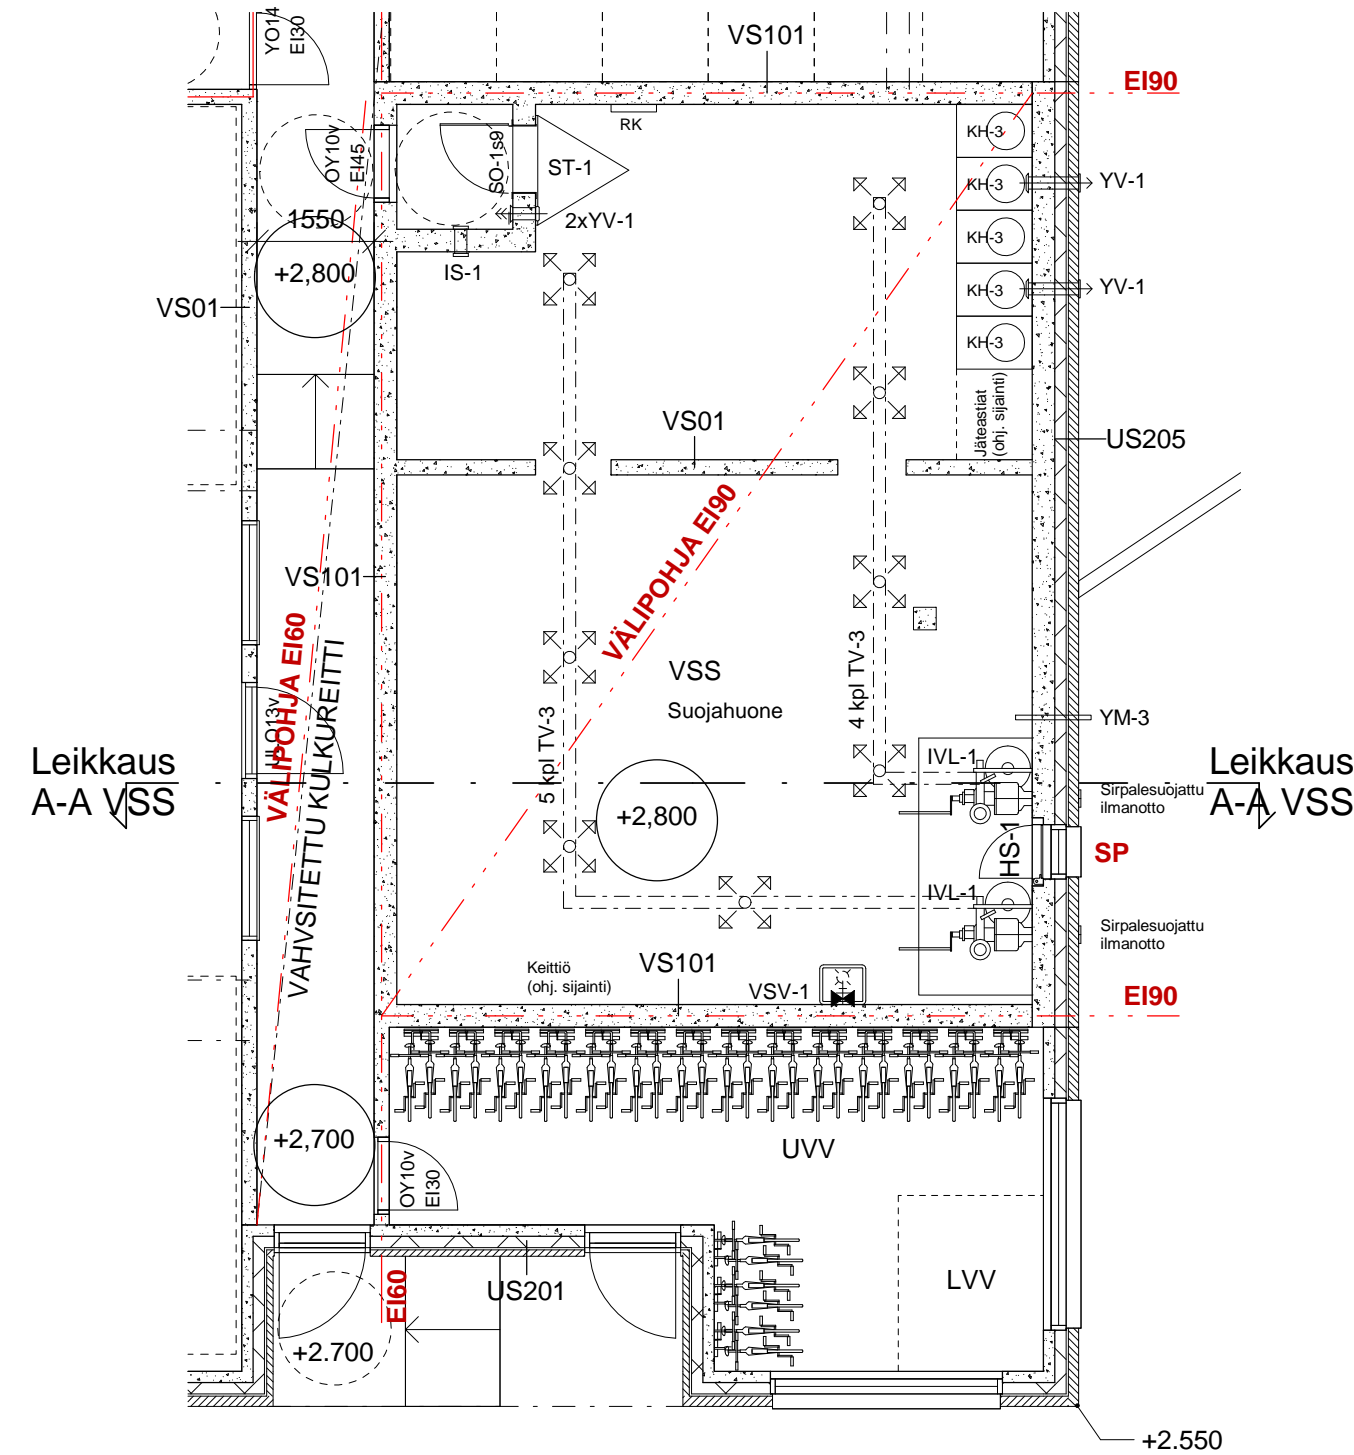 YO14
EI30
VS101
EI90
RK
KH-3
OY10v
EI45
SO-1s9
ST-1
KH-3
YV-1
1550
2xYV-1
KH-3
+2,800
IS-1
KH-3
YV-1
VS01
KH-3
Jäteastiat
(ohj. sijainti)
VS01
US205
VÄLIPOHJA EI90
VS101
VÄLIPOHJA EI60
VAHVSITETTU KULKUREITTI
VSS
Suojahuone
5 kpl TV-3
4 kpl TV-3
YM-3
Leikkaus
A-A VSS
IVL-1
Sirpalesuojattu
ilmanotto
Leikkaus
A-A VSS
+2,800
HS-1
SP
IVL-1
Sirpalesuojattu
ilmanotto
Keittiö
(ohj. sijainti)
VS101
VSV-1
EI90
+2,700
OY10v
EI30
UVV
EI60
US201
LVV
+2.700
+2.550